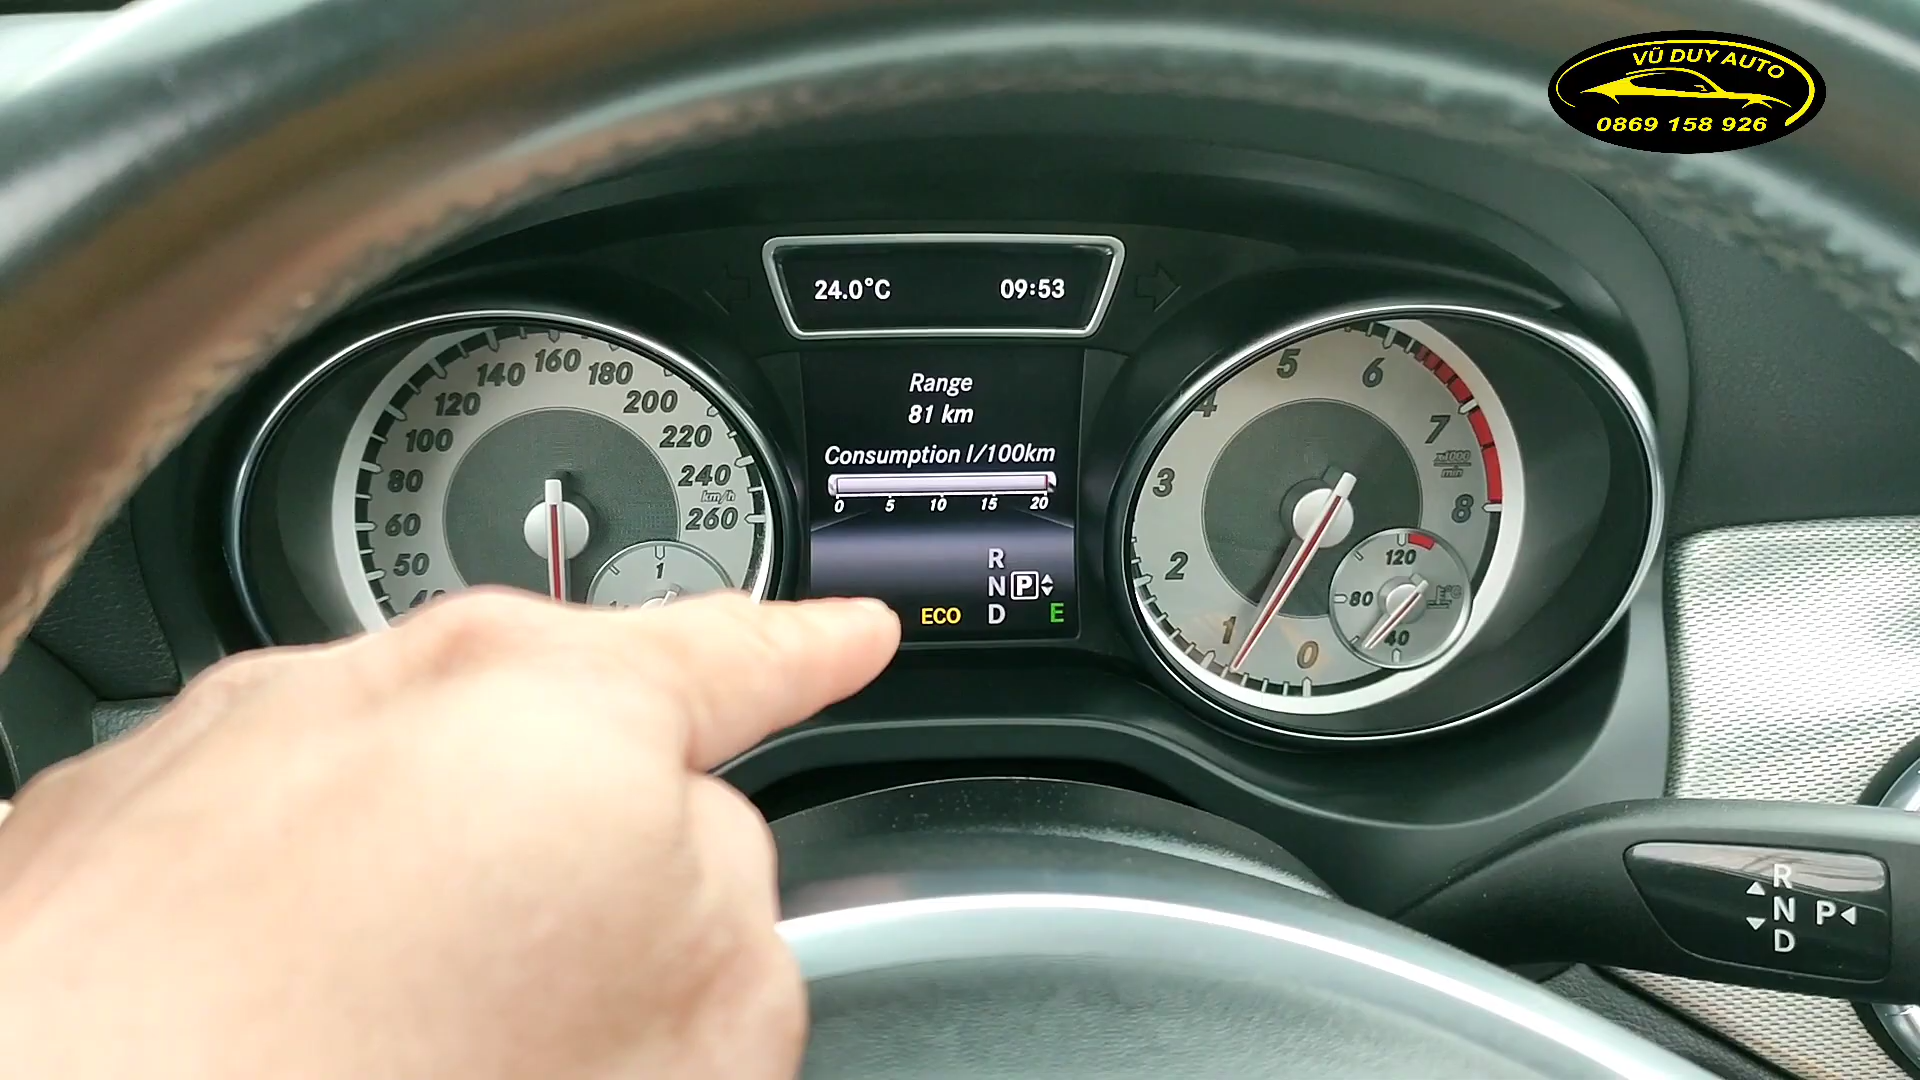 VŨ DUY AUTO
0869 158 926
24.0°C 09:53
Range
81 km
Consumption l/100km
0 5 10 15 20
R
N P
ECO D E
50
60
80
100
120
140
160
180
200
220
240
km/h
260
1
0
1
2
3
4
5
6
7
8
x1000
min
120
80
40
°C
R
N P
D